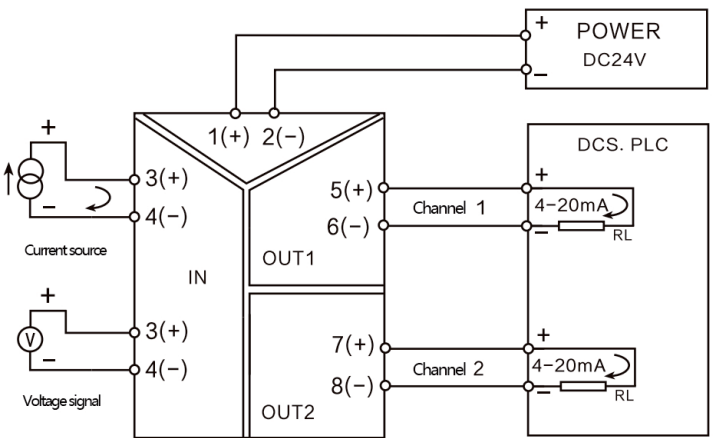 +
POWER
−
DC24V
1(+) 2(−)
+
3(+)
−
4(−)
Current source
IN
+
V
3(+)
−
4(−)
Voltage signal
5(+)
6(−)
OUT1
Channel 1
7(+)
8(−)
OUT2
Channel 2
DCS. PLC
+
4−20mA
−
RL
+
4−20mA
−
RL